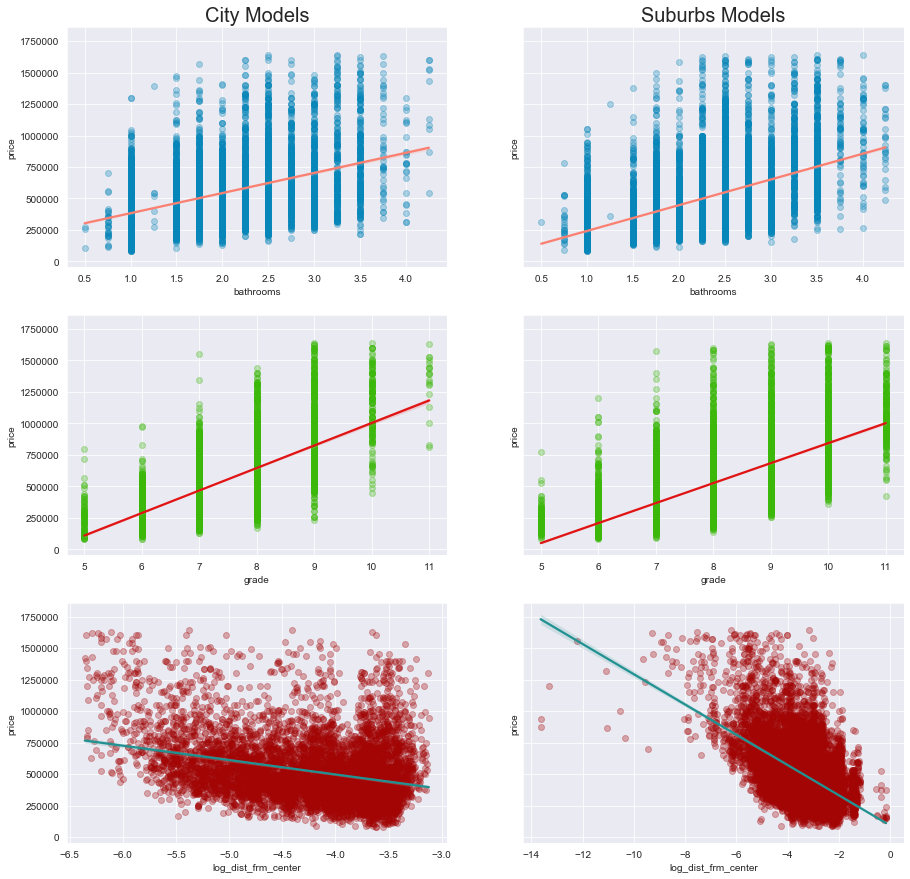 City Models Suburbs Models
1750000
1500000
1250000
1000000
750000
500000
250000
0
price price
0.5 1.0 1.5 2.0 2.5 3.0 3.5 4.0 0.5 1.0 1.5 2.0 2.5 3.0 3.5 4.0
bathrooms bathrooms
1750000
1500000
1250000
1000000
750000
500000
250000
0
price price
5 6 7 8 9 10 11 5 6 7 8 9 10 11
grade grade
1750000
1500000
1250000
1000000
750000
500000
250000
0
price price
−6.5 −6.0 −5.5 −5.0 −4.5 −4.0 −3.5 −3.0 −14 −12 −10 −8 −6 −4 −2 0
log_dist_frm_center log_dist_frm_center